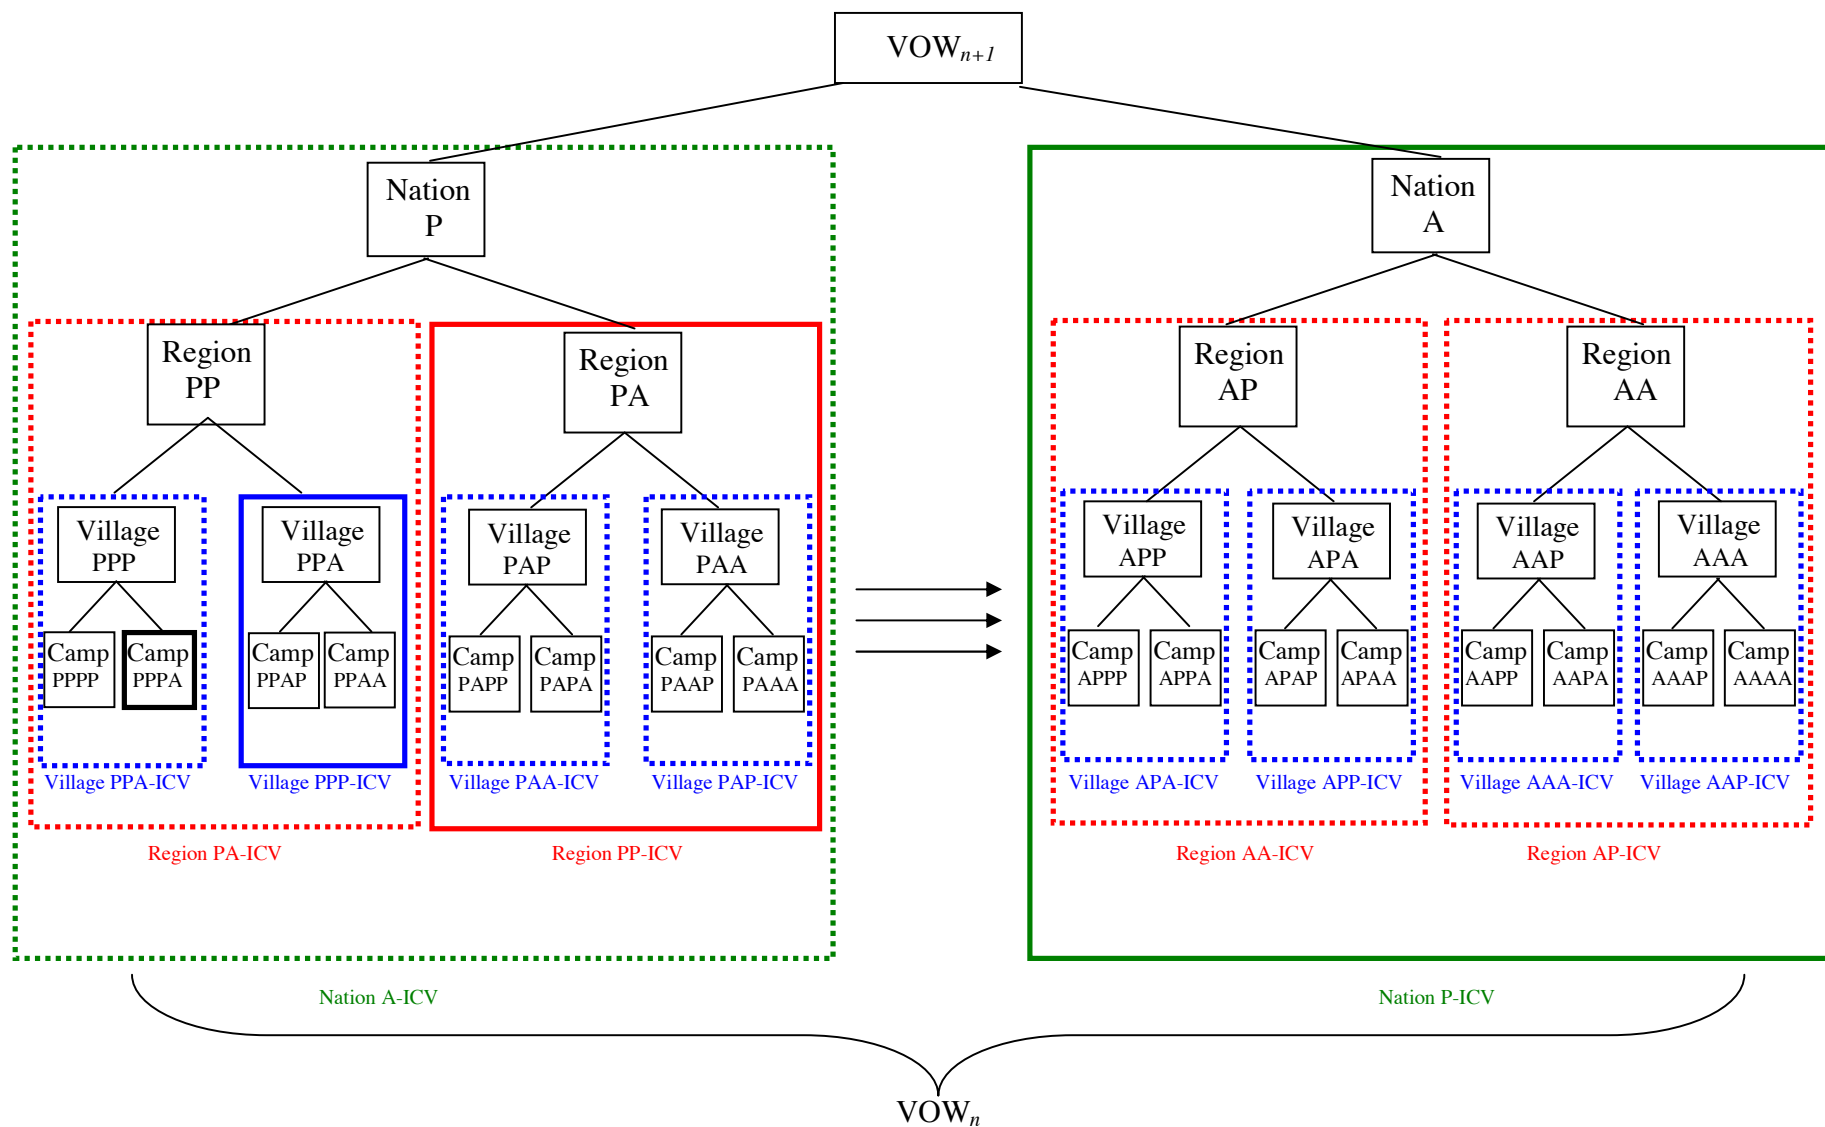 VOWn+1
Nation
P
Nation
A
Region
PP
Region
PA
Region
AP
Region
AA
Village
PPP
Village
PPA
Village
PAP
Village
PAA
Village
APP
Village
APA
Village
AAP
Village
AAA
Camp
PPPP
Camp
PPPA
Camp
PPAP
Camp
PPAA
Camp
PAPP
Camp
PAPA
Camp
PAAP
Camp
PAAA
Camp
APPP
Camp
APPA
Camp
APAP
Camp
APAA
Camp
AAPP
Camp
AAPA
Camp
AAAP
Camp
AAAA
Village PPA-ICV
Village PPP-ICV
Village PAA-ICV
Village PAP-ICV
Village APA-ICV
Village APP-ICV
Village AAA-ICV
Village AAP-ICV
Region PA-ICV
Region PP-ICV
Region AA-ICV
Region AP-ICV
Nation A-ICV
Nation P-ICV
VOWn